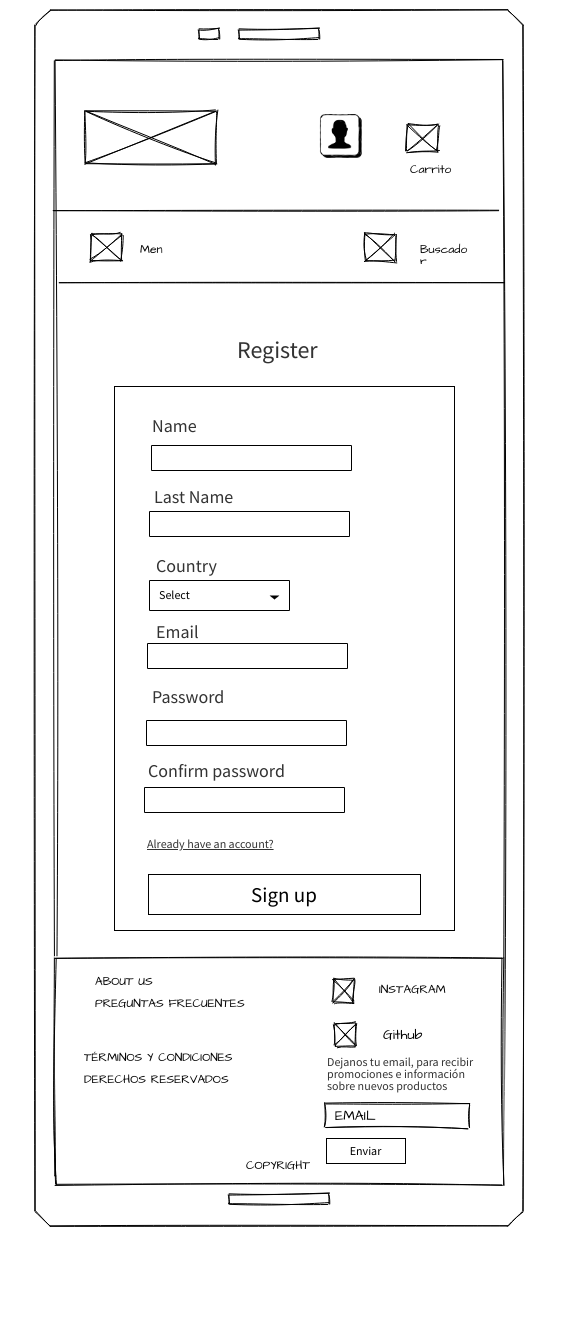 Carrito
Men
Buscado
r
Register
Name
Last Name
Country
Select
Email
Password
Confirm password
Already have an account?
Sign up
ABOUT US
PREGUNTAS FRECUENTES
TÉRMINOS Y CONDICIONES
DERECHOS RESERVADOS
INSTAGRAM
Github
Dejanos tu email, para recibir
promociones e información
sobre nuevos productos
EMAIL
Enviar
COPYRIGHT